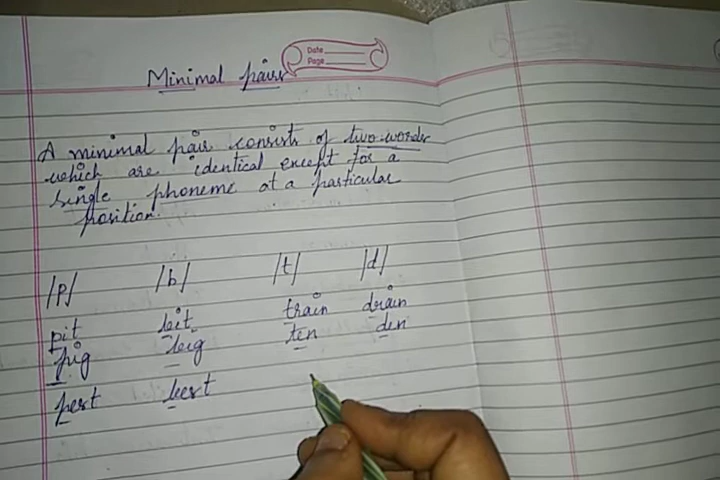 Date
Page
Minimal pairs
A minimal pair consists of two words
which are identical except for a
single phoneme at a particular
position.
/p/ /b/ /t/ /d/
pit bit train drain
pig big ten den
pest best